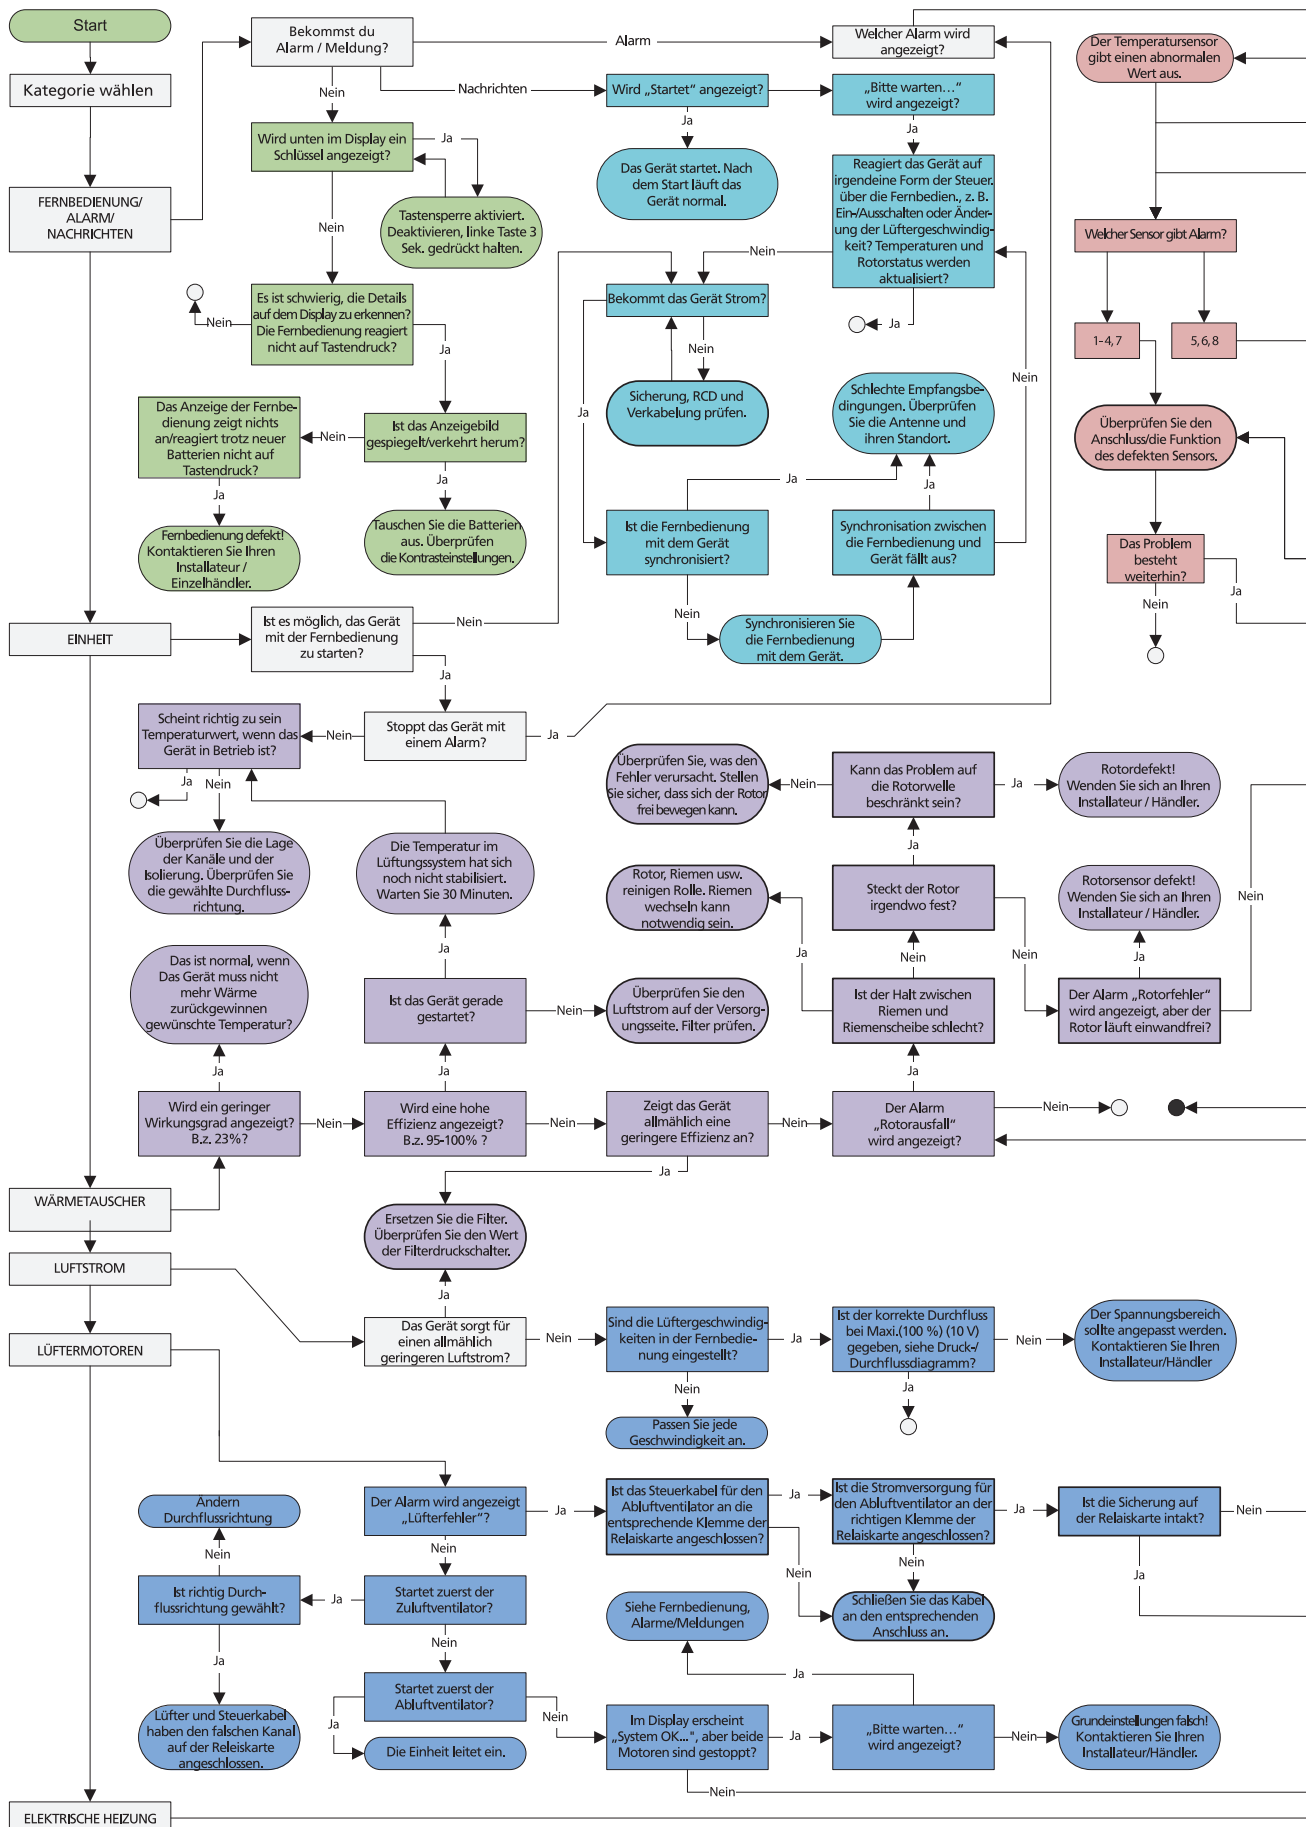 Start
Kategorie wählen
FERNBEDIENUNG/
ALARM/
NACHRICHTEN
Bekommst du
Alarm / Meldung?
Alarm
Welcher Alarm wird
angezeigt?
Nachrichten
Nein
Wird „Startet“ angezeigt?
„Bitte warten…“
wird angezeigt?
Ja
Ja
Wird unten im Display ein
Schlüssel angezeigt?
Ja
Das Gerät startet. Nach
dem Start läuft das
Gerät normal.
Reagiert das Gerät auf
irgendeine Form der Steuer.
über die Fernbedien., z. B.
Ein-/Ausschalten oder Änder-
ung der Lüftergeschwindig-
keit? Temperaturen und
Rotorstatus werden
aktualisiert?
Tastensperre aktiviert.
Deaktivieren, linke Taste 3
Sek. gedrückt halten.
Nein
Nein
Ja
Es ist schwierig, die Details
auf dem Display zu erkennen?
Die Fernbedienung reagiert
nicht auf Tastendruck?
Nein
Ja
Bekommt das Gerät Strom?
Nein
Ja
Sicherung, RCD und
Verkabelung prüfen.
Schlechte Empfangsbe-
dingungen. Überprüfen
Sie die Antenne und
ihren Standort.
Nein
Das Anzeige der Fernbe-
dienung zeigt nichts
an/reagiert trotz neuer
Batterien nicht auf
Tastendruck?
Nein
Ist das Anzeigebild
gespiegelt/verkehrt herum?
Ja
Ja
Fernbedienung defekt!
Kontaktieren Sie Ihren
Installateur /
Einzelhändler.
Tauschen Sie die Batterien
aus. Überprüfen
die Kontrasteinstellungen.
Ja
Ja
Ist die Fernbedienung
mit dem Gerät
synchronisiert?
Synchronisation zwischen
die Fernbedienung und
Gerät fällt aus?
Nein
Synchronisieren Sie
die Fernbedienung
mit dem Gerät.
Der Temperatursensor
gibt einen abnormalen
Wert aus.
Welcher Sensor gibt Alarm?
1-4, 7
5, 6, 8
Überprüfen Sie den
Anschluss/die Funktion
des defekten Sensors.
Das Problem
besteht
weiterhin?
Nein
Ja
EINHEIT
Ist es möglich, das Gerät
mit der Fernbedienung
zu starten?
Nein
Ja
Stoppt das Gerät mit
einem Alarm?
Ja
Nein
Scheint richtig zu sein
Temperaturwert, wenn das
Gerät in Betrieb ist?
Ja
Nein
Überprüfen Sie die Lage
der Kanäle und der
Isolierung. Überprüfen Sie
die gewählte Durchfluss-
richtung.
Die Temperatur im
Lüftungssystem hat sich
noch nicht stabilisiert.
Warten Sie 30 Minuten.
Überprüfen Sie, was den
Fehler verursacht. Stellen
Sie sicher, dass sich der Rotor
frei bewegen kann.
Nein
Kann das Problem auf
die Rotorwelle
beschränkt sein?
Ja
Rotordefekt!
Wenden Sie sich an Ihren
Installateur / Händler.
Ja
Rotor, Riemen usw.
reinigen Rolle. Riemen
wechseln kann
notwendig sein.
Steckt der Rotor
irgendwo fest?
Rotorsensor defekt!
Wenden Sie sich an Ihren
Installateur / Händler.
Nein
Das ist normal, wenn
Das Gerät muss nicht
mehr Wärme
zurückgewinnen
gewünschte Temperatur?
Ja
Ja
Nein
Nein
Ja
Ist das Gerät gerade
gestartet?
Nein
Überprüfen Sie den
Luftstrom auf der Versorg-
ungsseite. Filter prüfen.
Ist der Halt zwischen
Riemen und
Riemenscheibe schlecht?
Der Alarm „Rotorfehler“
wird angezeigt, aber der
Rotor läuft einwandfrei?
Ja
Ja
Ja
Wird ein geringer
Wirkungsgrad angezeigt?
B.z. 23%?
Nein
Wird eine hohe
Effizienz angezeigt?
B.z. 95-100% ?
Nein
Zeigt das Gerät
allmählich eine
geringere Effizienz an?
Nein
Der Alarm
„Rotorausfall“
wird angezeigt?
Nein
Ja
WÄRMETAUSCHER
Ersetzen Sie die Filter.
Überprüfen Sie den Wert
der Filterdruckschalter.
LUFTSTROM
Ja
Das Gerät sorgt für
einen allmählich
geringeren Luftstrom?
Nein
Sind die Lüftergeschwindig-
keiten in der Fernbedie-
nung eingestellt?
Ja
Ist der korrekte Durchfluss
bei Maxi.(100 %) (10 V)
gegeben, siehe Druck-/
Durchflussdiagramm?
Nein
Der Spannungsbereich
sollte angepasst werden.
Kontaktieren Sie Ihren
Installateur/Händler
LÜFTERMOTOREN
Nein
Ja
Passen Sie jede
Geschwindigkeit an.
Ändern
Durchflussrichtung
Der Alarm wird angezeigt
„Lüfterfehler“?
Ja
Ist das Steuerkabel für den
Abluftventilator an die
entsprechende Klemme der
Relaiskarte angeschlossen?
Ja
Ist die Stromversorgung für
den Abluftventilator an der
richtigen Klemme der
Relaiskarte angeschlossen?
Ja
Ist die Sicherung auf
der Relaiskarte intakt?
Nein
Nein
Nein
Nein
Nein
Ja
Ist richtig Durch-
flussrichtung gewählt?
Ja
Startet zuerst der
Zuluftventilator?
Siehe Fernbedienung,
Alarme/Meldungen
Schließen Sie das Kabel
an den entsprechenden
Anschluss an.
Ja
Nein
Ja
Lüfter und Steuerkabel
haben den falschen Kanal
auf der Releiskarte
angeschlossen.
Startet zuerst der
Abluftventilator?
Ja
Nein
Die Einheit leitet ein.
Im Display erscheint
„System OK...", aber beide
Motoren sind gestoppt?
Ja
„Bitte warten…“
wird angezeigt?
Nein
Grundeinstellungen falsch!
Kontaktieren Sie Ihren
Installateur/Händler.
Nein
ELEKTRISCHE HEIZUNG